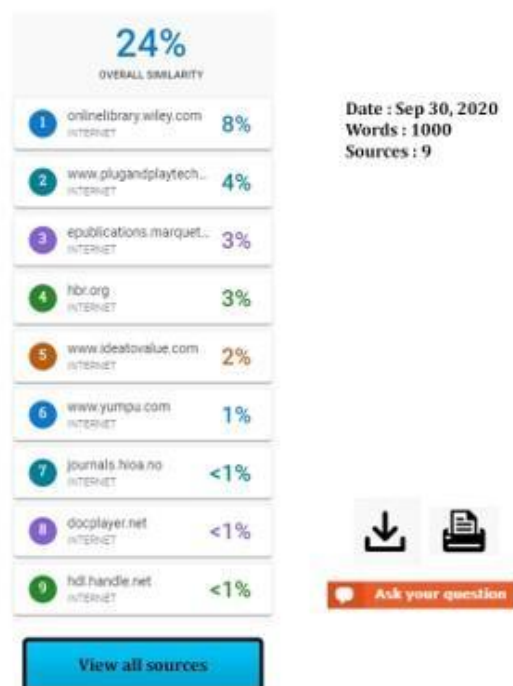 24%
OVERALL SIMILARITY
1 onlinelibrary.wiley.com 8%
INTERNET
2 www.plugandplaytech... 4%
INTERNET
3 epublications.marquet... 3%
INTERNET
4 hbr.org 3%
INTERNET
5 www.ideatovalue.com 2%
INTERNET
6 www.yumpu.com 1%
INTERNET
7 journals.hioa.no <1%
INTERNET
8 docplayer.net <1%
INTERNET
9 hdl.handle.net <1%
INTERNET
View all sources
Date : Sep 30, 2020
Words : 1000
Sources : 9
Ask your question